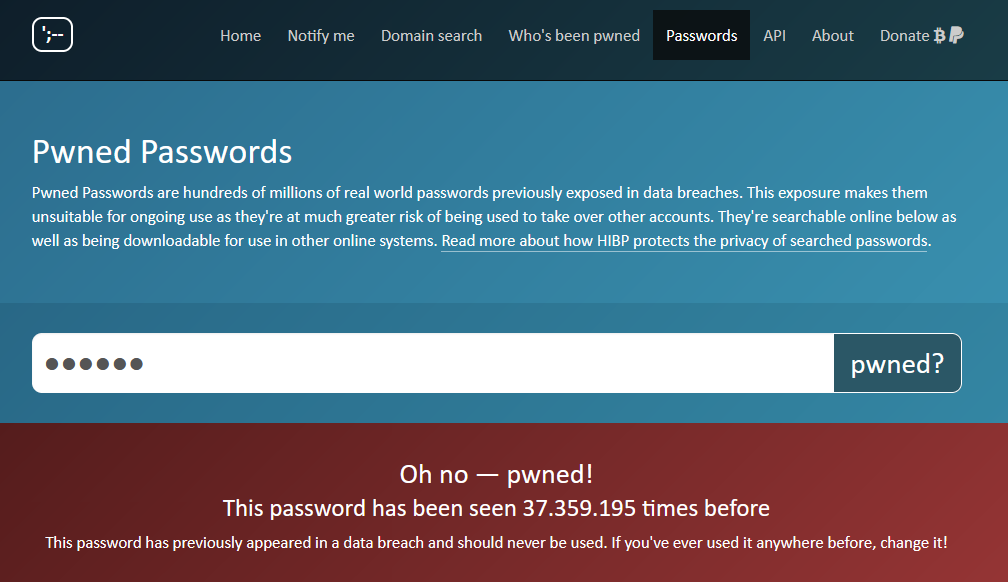 ';--
Home Notify me Domain search Who's been pwned Passwords API About Donate
Pwned Passwords
Pwned Passwords are hundreds of millions of real world passwords previously exposed in data breaches. This exposure makes them
unsuitable for ongoing use as they're at much greater risk of being used to take over other accounts. They're searchable online below as
well as being downloadable for use in other online systems. Read more about how HIBP protects the privacy of searched passwords.
●●●●●● pwned?
Oh no — pwned!
This password has been seen 37.359.195 times before
This password has previously appeared in a data breach and should never be used. If you've ever used it anywhere before, change it!